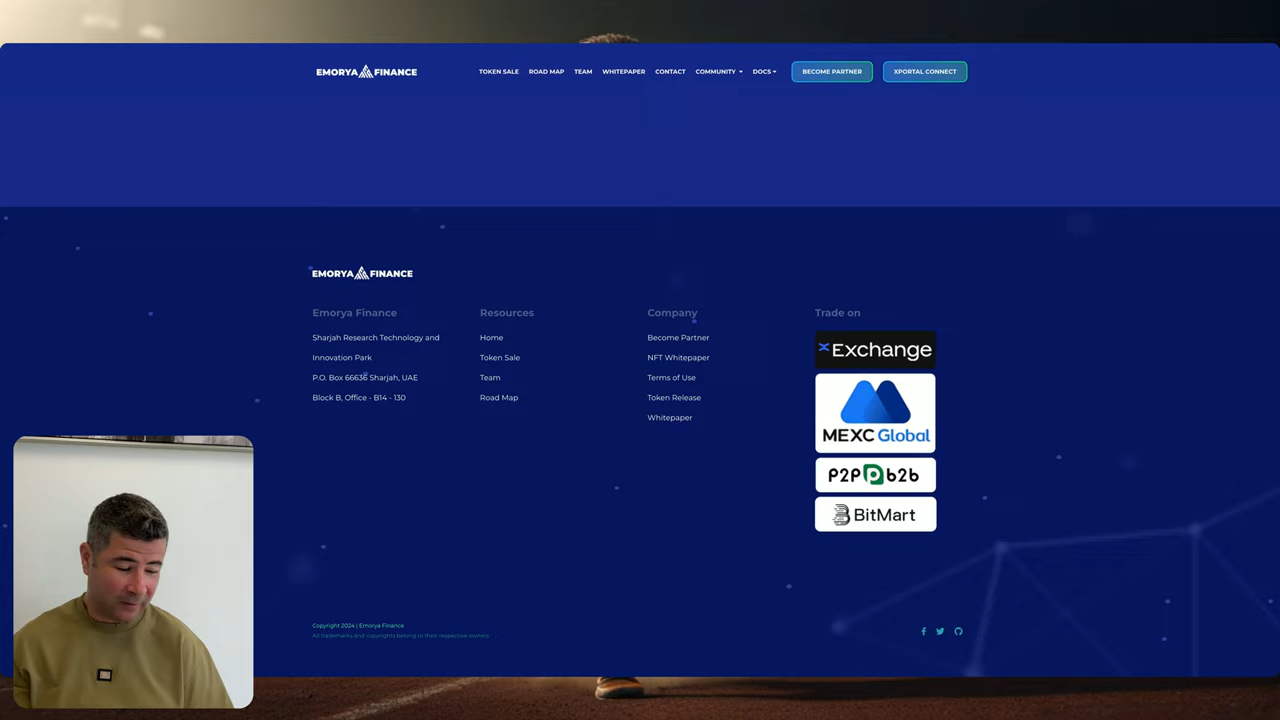 EMORYA FINANCE
TOKEN SALE ROAD MAP TEAM WHITEPAPER CONTACT COMMUNITY DOCS BECOME PARTNER XPORTAL CONNECT
EMORYA FINANCE
Emorya Finance
Sharjah Research Technology and
Innovation Park
P.O. Box 66636 Sharjah, UAE
Block B, Office - B14 - 130
Resources
Home
Token Sale
Team
Road Map
Company
Become Partner
NFT Whitepaper
Terms of Use
Token Release
Whitepaper
Trade on
Exchange
MEXC Global
P2P b2b
BitMart
Copyright 2024 | Emorya Finance
All trademarks and copyrights belong to their respective owners.